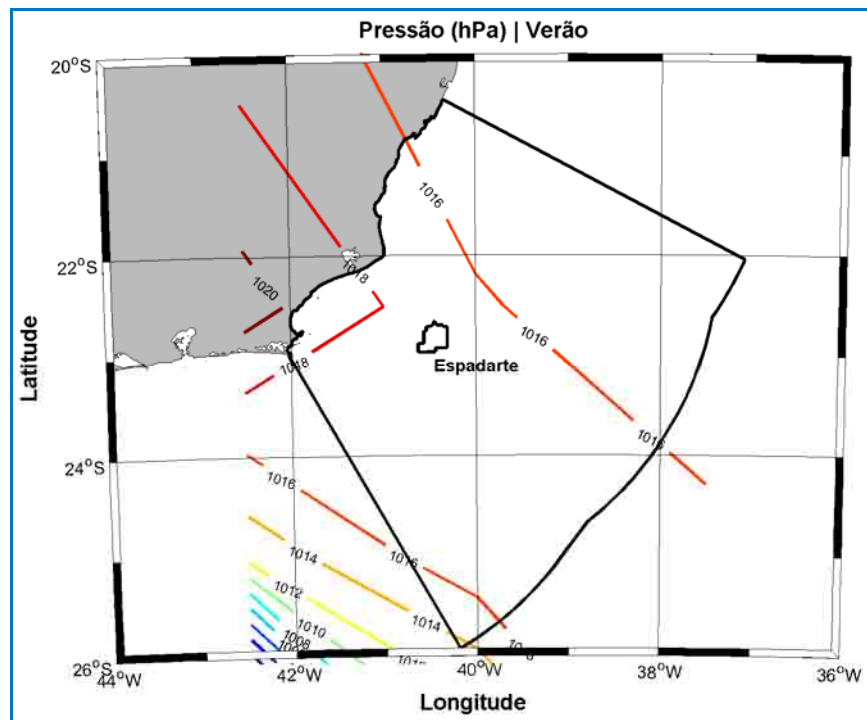 Pressão (hPa) | Verão
20°S
22°S
24°S
26°S
44°W
42°W
40°W
38°W
36°W
Latitude
Longitude
Espadarte
1016
1018
1020
1016
1018
1016
1016
1014
1016
1012
1014
1010
1008